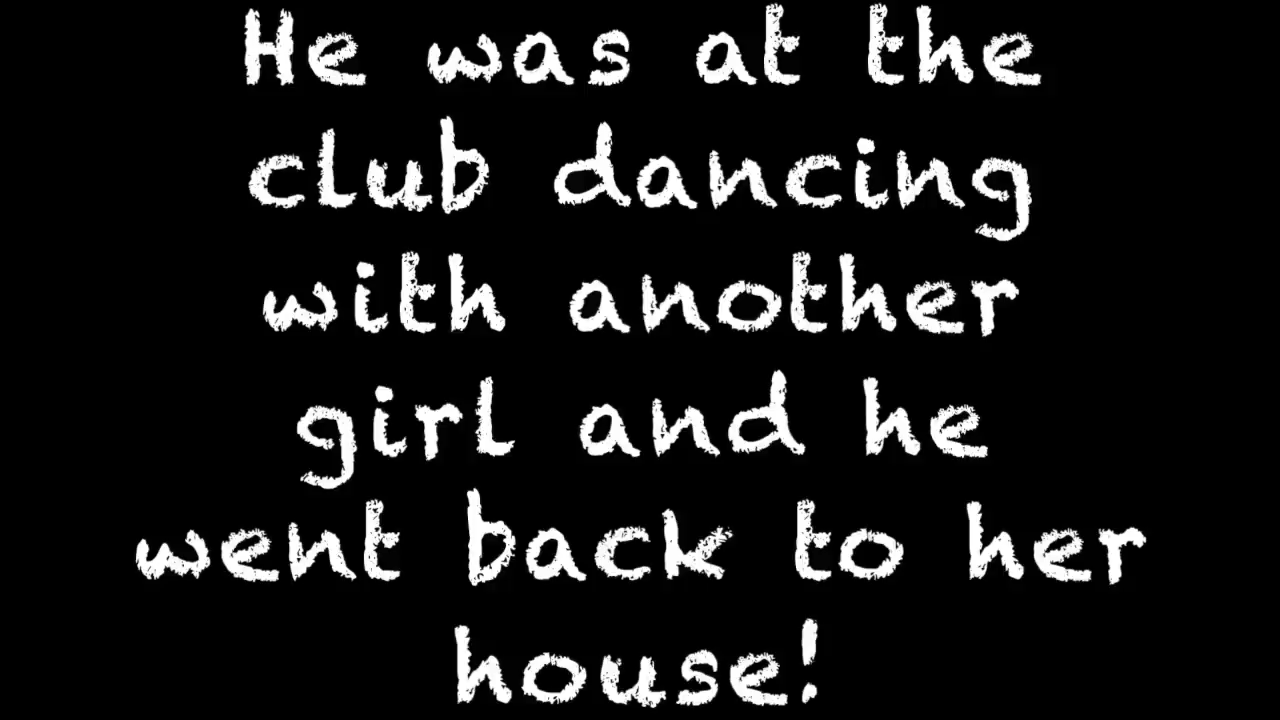 He was at the
club dancing
with another
girl and he
went back to her
house!